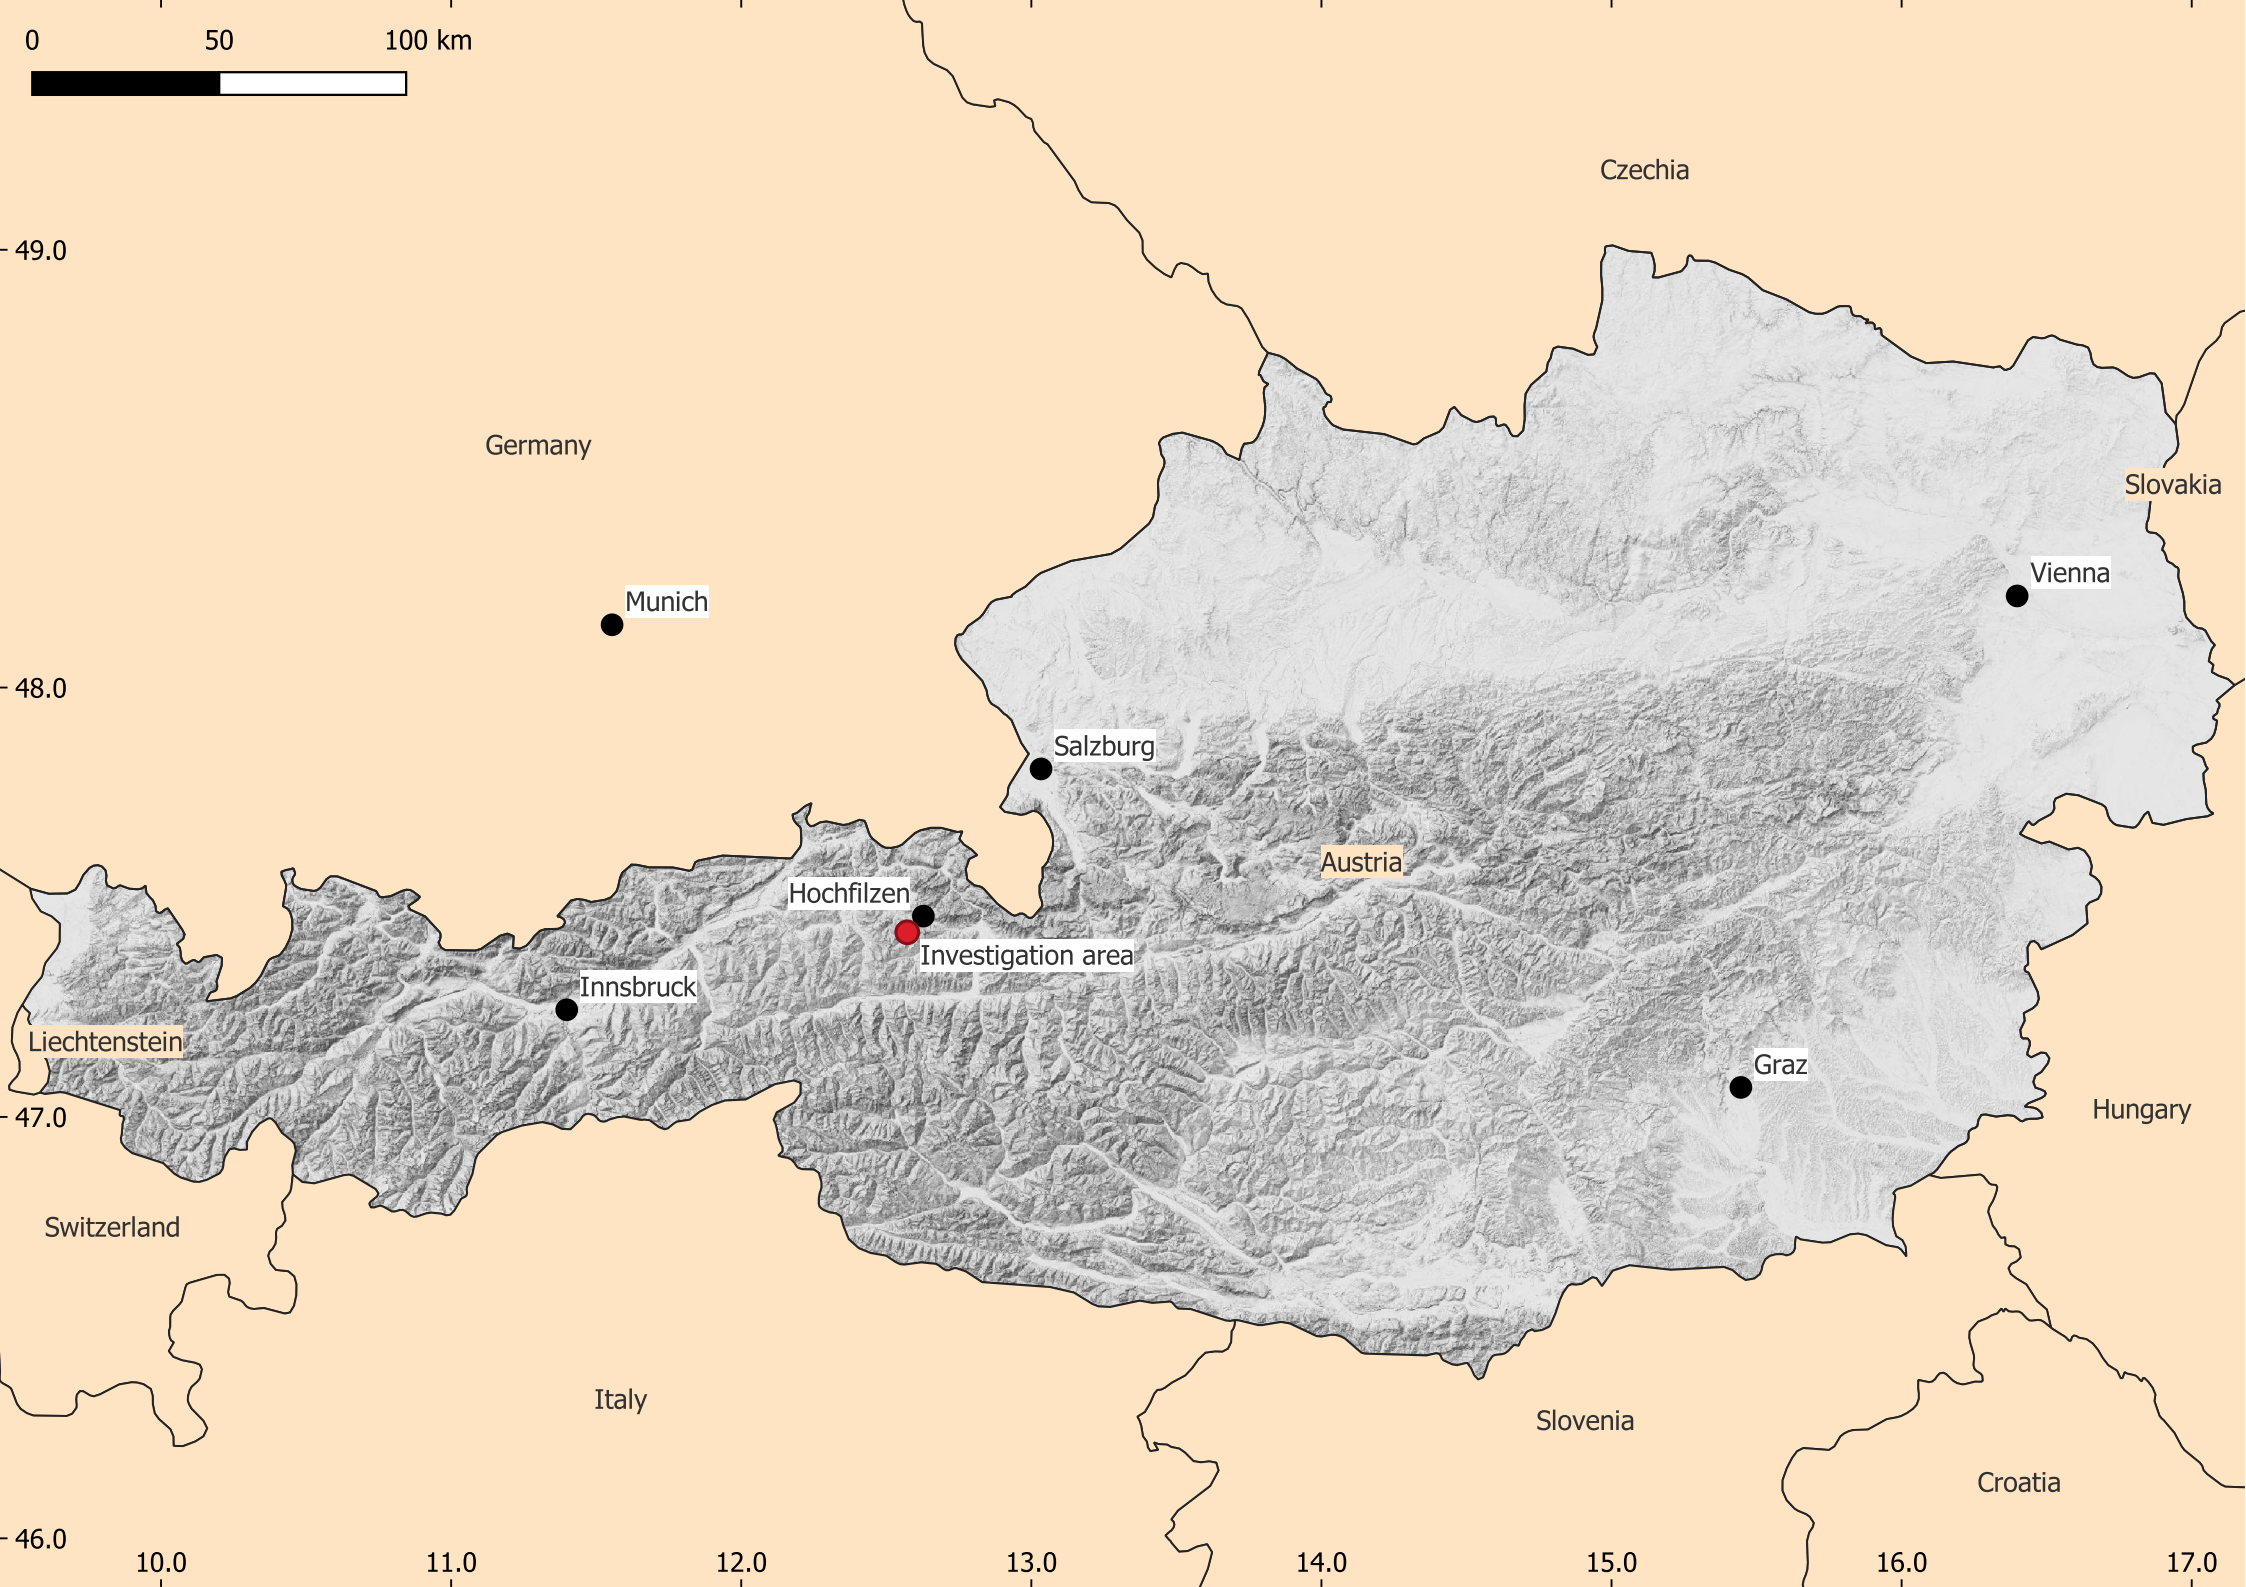 0 50 100 km
Czechia
49.0
Germany
Slovakia
Vienna
Munich
48.0
Salzburg
Austria
Hochfilzen
Investigation area
Innsbruck
Liechtenstein
Graz
Hungary
47.0
Switzerland
Italy
Slovenia
Croatia
46.0
10.0 11.0 12.0 13.0 14.0 15.0 16.0 17.0